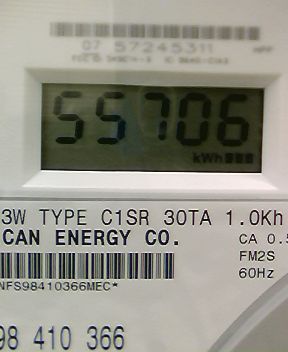 07 57245311
55706
kWh
3W TYPE C1SR 30TA 1.0Kh
CAN ENERGY CO.
CA 0.5
FM2S
60Hz
NFS98410366MEC*
98 410 366